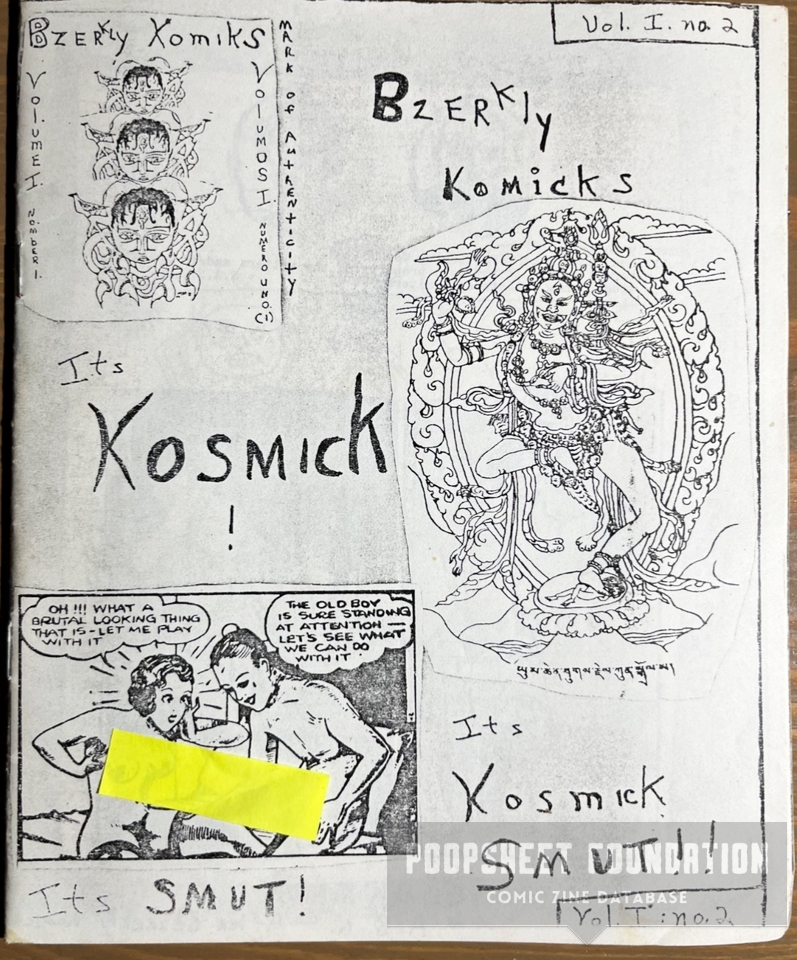 BZERKLY KOMIKS
VOLUME I.
NOMBER 1.
VOLUMOS I.
NUMERO UNO. (1)
MARK OF AUTHENTICITY
Vol. I. no. 2
BZERKLY
KOMICKS
Its
KOSMICK
!
OH!!! WHAT A
BRUTAL LOOKING THING
THAT IS - LET ME PLAY
WITH IT
THE OLD BOY
IS SURE STANDING
AT ATTENTION —
LET'S SEE WHAT
WE CAN DO
WITH IT.
Its
Kosmick
SMUT!!
Its SMUT!
Vol. I: no. 2
POOPSHEET FOUNDATION
COMIC ZINE DATABASE